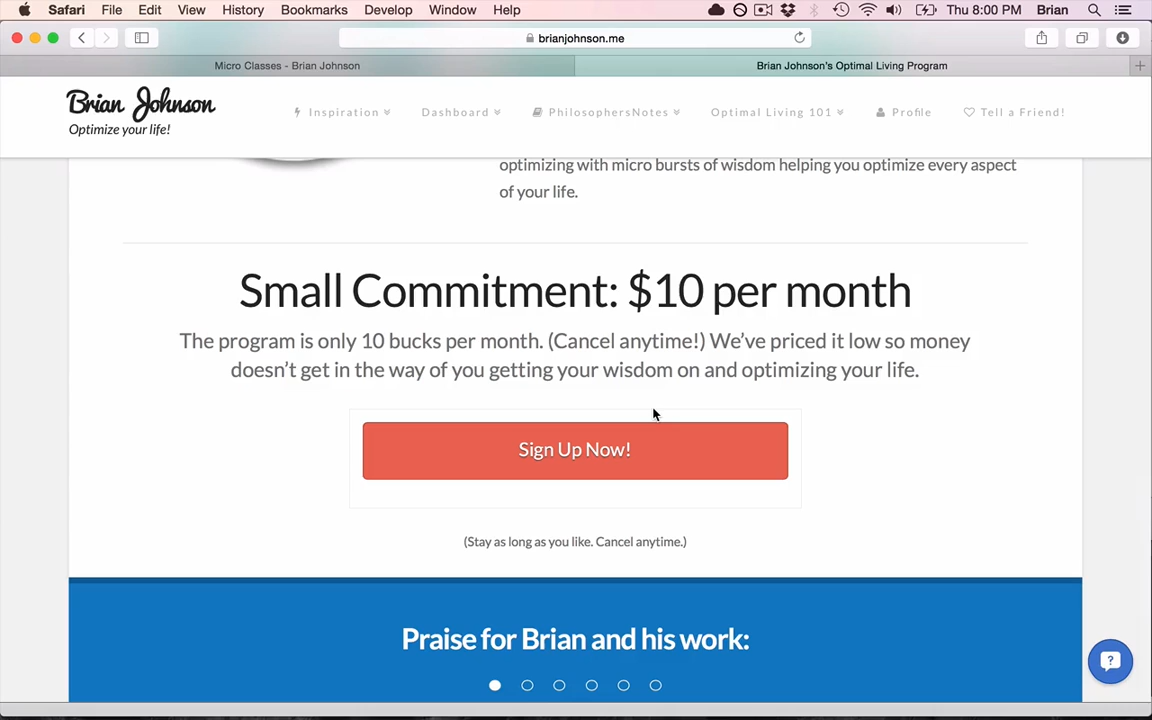 Safari File Edit View History Bookmarks Develop Window Help Thu 8:00 PM Brian
brianjohnson.me
Micro Classes - Brian Johnson Brian Johnson's Optimal Living Program
Brian Johnson
Optimize your life!
Inspiration Dashboard PhilosophersNotes Optimal Living 101 Profile Tell a Friend!
optimizing with micro bursts of wisdom helping you optimize every aspect
of your life.
Small Commitment: $10 per month
The program is only 10 bucks per month. (Cancel anytime!) We've priced it low so money
doesn't get in the way of you getting your wisdom on and optimizing your life.
Sign Up Now!
(Stay as long as you like. Cancel anytime.)
Praise for Brian and his work: